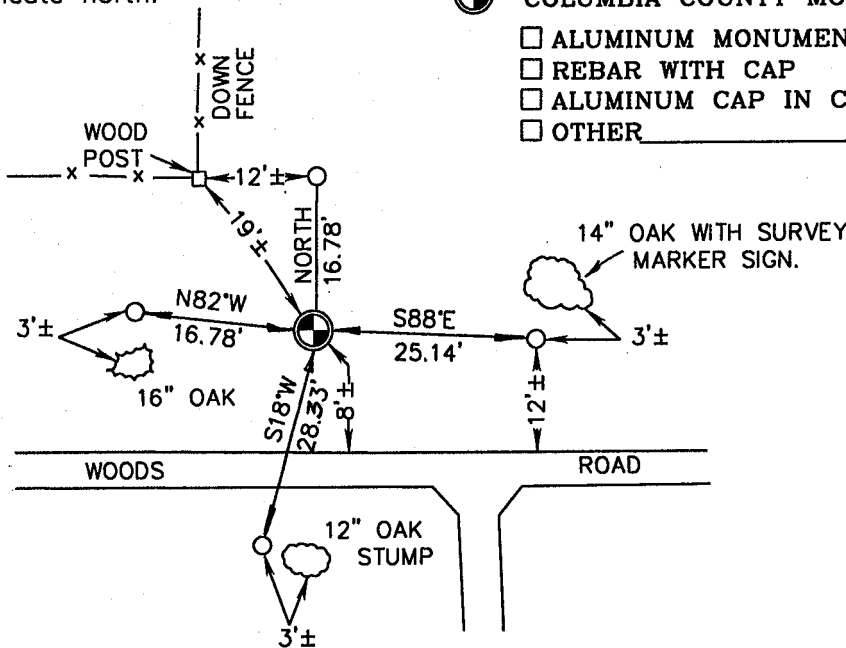 COLUMBIA COUNTY
ALUMINUM
REBAR WITH CAP
ALUMINUM CAP IN
OTHER
north.
DOWN
FENCE
WOOD
POST
12'±
19'±
NORTH
16.78'
14" OAK WITH SURVEY
MARKER SIGN.
N82°W
16.78'
3'±
16" OAK
S88°E
25.14'
3'±
S18°W
28.33'
8'±
12'±
WOODS
ROAD
12" OAK
STUMP
3'±